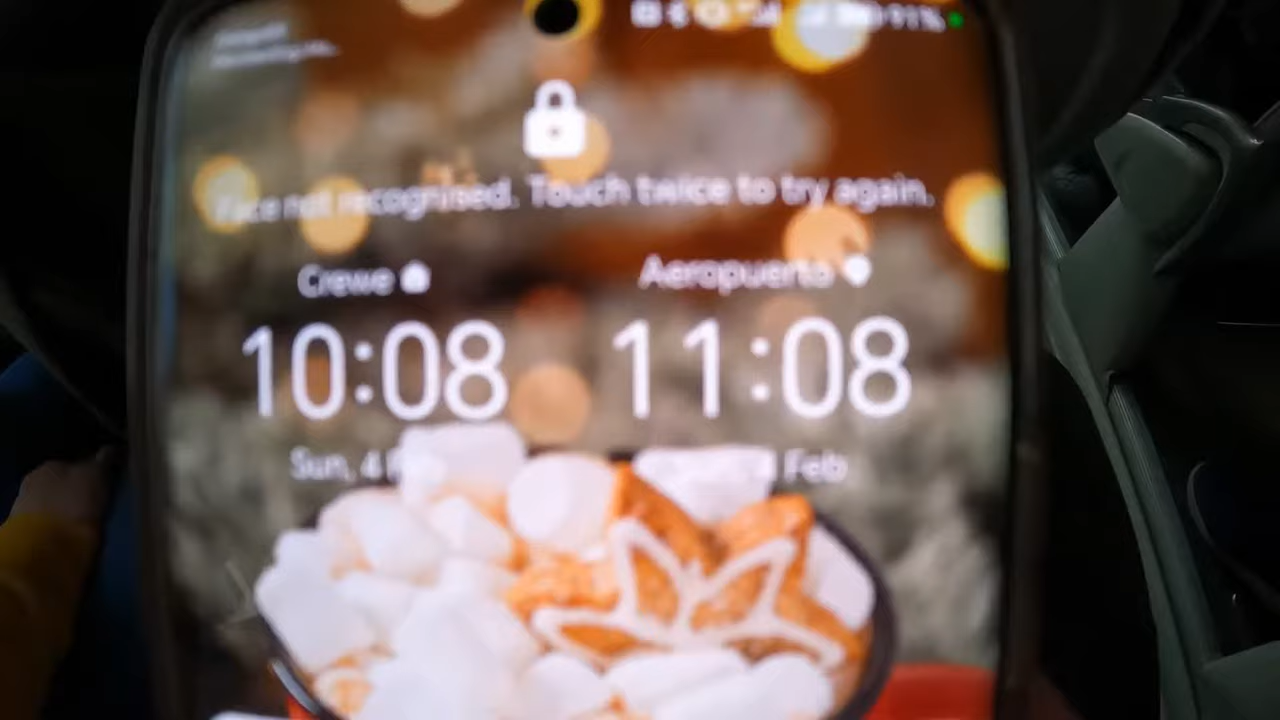 Face not recognised. Touch twice to try again.
Crewe Aeropuerto
10:08 11:08
Sun, 4 Feb